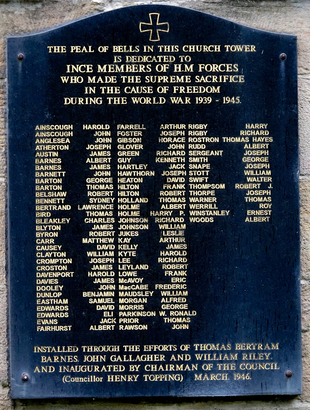 THE PEAL OF BELLS IN THIS CHURCH TOWER
IS DEDICATED TO
INCE MEMBERS OF H.M FORCES
WHO MADE THE SUPREME SACRIFICE
IN THE CAUSE OF FREEDOM
DURING THE WORLD WAR 1939 - 1945.
AINSCOUGH HAROLD FARRELL ARTHUR RIGBY HARRY
AINSCOUGH JOHN FOSTER JOSEPH RIGBY RICHARD
ANGLESEA JOHN GIBSON HORACE ROSTRON THOMAS HAYES
ATHERTON JOSEPH GLOVER JOHN RUDD ALBERT
AUSTIN JAMES GREEN RICHARD SERGEANT JOSEPH
BARNES ALBERT GUY KENNETH SMITH GEORGE
BARNES JAMES HARTLEY JACK SNAPE JOSEPH
BARNETT JOHN HAWTHORN JOSEPH STOTT WILLIAM
BARTON GEORGE HEATON DAVID SWIFT WALTER
BARTON THOMAS HILTON FRANK THOMPSON ROBERT J.
BELSHAW ROBERT HILTON ROBERT THORPE JOSEPH
BENNETT SYDNEY HOLLAND THOMAS WARNER THOMAS
BERTRAND LAWRENCE HOLME ALBERT WERRILL ROY
BIRD THOMAS HOLME HARRY P. WINSTANLEY ERNEST
BLEAKLEY CHARLES JOHNSON RICHARD WOODS ALBERT
BLYTON JAMES JOHNSON WILLIAM
BYRON ROBERT JUKES LESLIE
CARR MATTHEW KAY ARTHUR
CAUSEY DAVID KELLY JAMES
CLAYTON WILLIAM KYTE HAROLD
CROMPTON JOSEPH LEE RICHARD
CROSTON JAMES LEYLAND ROBERT
DAVENPORT HAROLD LOWE FRANK
DAVIES JAMES McAVOY ERIC
DOOLEY JOHN MacCABE FREDERIC
DUNLOP BENJAMIN MAUDSLEY WILLIAM
EASTHAM SAMUEL MORGAN ALFRED
EDWARDS DAVID MORRIS GEORGE
EDWARDS ELI PARKINSON W. RONALD
EVANS JACK PRIOR THOMAS
FAIRHURST ALBERT RAWSON JOHN
INSTALLED THROUGH THE EFFORTS OF THOMAS BERTRAM
BARNES. JOHN GALLAGHER AND WILLIAM RILEY.
AND INAUGURATED BY CHAIRMAN OF THE COUNCIL
(Councillor HENRY TOPPING) MARCH, 1946.